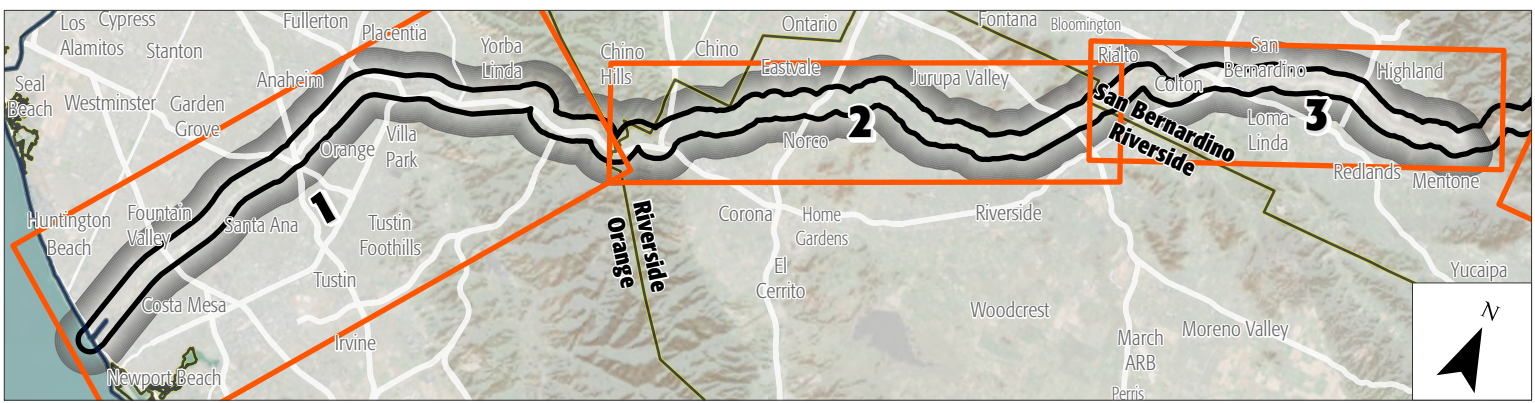 Los Cypress
Alamitos
Stanton
Fullerton
Placentia
Yorba
Linda
Chino
Hills
Chino
Ontario
Fontana
Bloomington
Rialto
San
Bernardino
Highland
Seal
Beach
Westminster
Anaheim
Garden
Grove
Eastvale
Jurupa Valley
Colton
Villa
Park
Orange
Norco
2
3
Loma
Linda
San Bernardino
Riverside
Redlands
Mentone
Huntington
Beach
Fountain
Valley
Santa Ana
1
Tustin
Foothills
Riverside
Orange
Corona
Home
Gardens
Riverside
El
Cerrito
Yucaipa
Costa Mesa
Tustin
Irvine
Woodcrest
March
ARB
Moreno Valley
Newport Beach
Perris
N